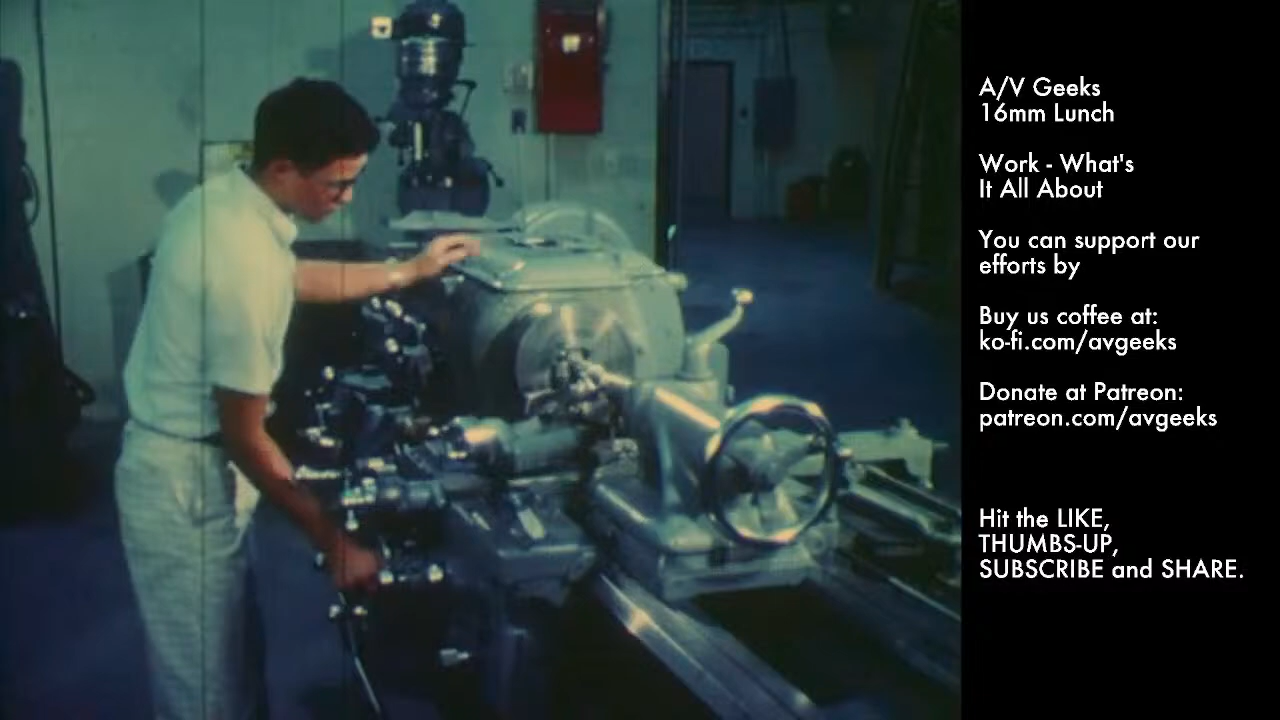 A/V Geeks
16mm Lunch
Work - What's
It All About
You can support our
efforts by
Buy us coffee at:
ko-fi.com/avgeeks
Donate at Patreon:
patreon.com/avgeeks
Hit the LIKE,
THUMBS-UP,
SUBSCRIBE and SHARE.